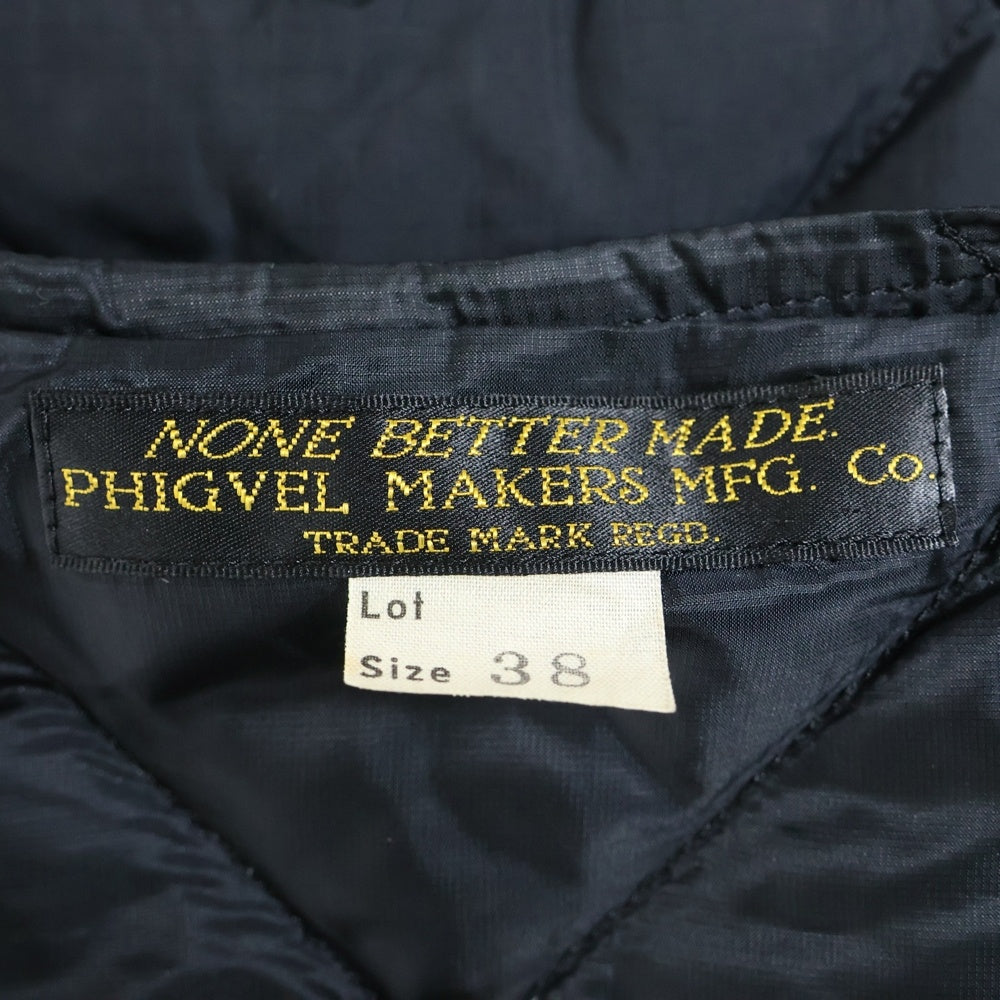 NONE BETTER MADE.
PHIGVEL MAKERS MFG. Co.
TRADE MARK REGD.
Lot
Size 38